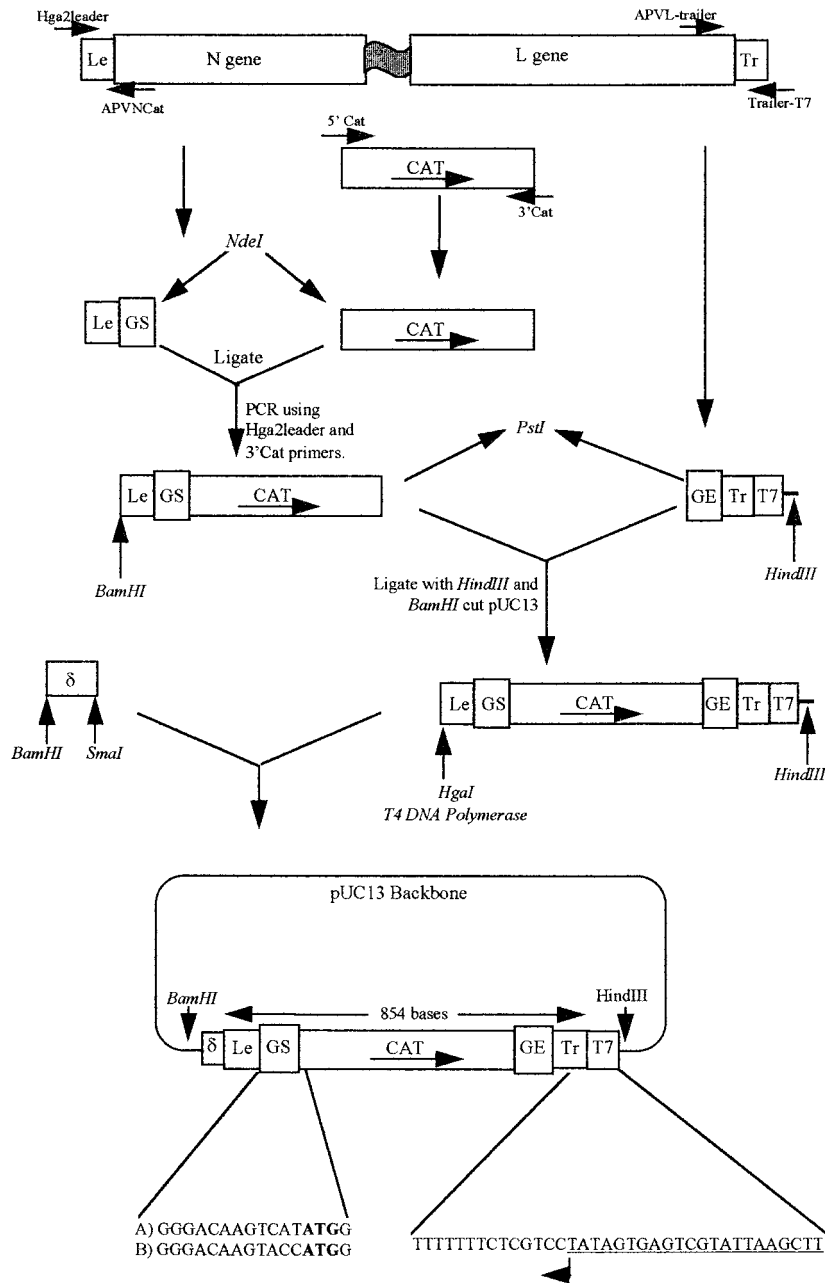 Hga2leader
APVL-trailer
Le
N gene
L gene
Tr
APVNCat
Trailer-T7
5' Cat
CAT
3'Cat
NdeI
Le
GS
CAT
Ligate
PCR using
Hga2leader and
3'Cat primers.
PstI
Le
GS
CAT
GE
Tr
T7
BamHI
HindIII
Ligate with HindIII and
BamHI cut pUC13
δ
Le
GS
CAT
GE
Tr
T7
BamHI
SmaI
HgaI
T4 DNA Polymerase
HindIII
pUC13 Backbone
BamHI
854 bases
HindIII
δ
Le
GS
CAT
GE
Tr
T7
A) GGGACAAGTCATATGG
B) GGGACAAGTACCATGG
TTTTTTTCTCGTCCTATAGTGAGTCGTATTAAGCTT